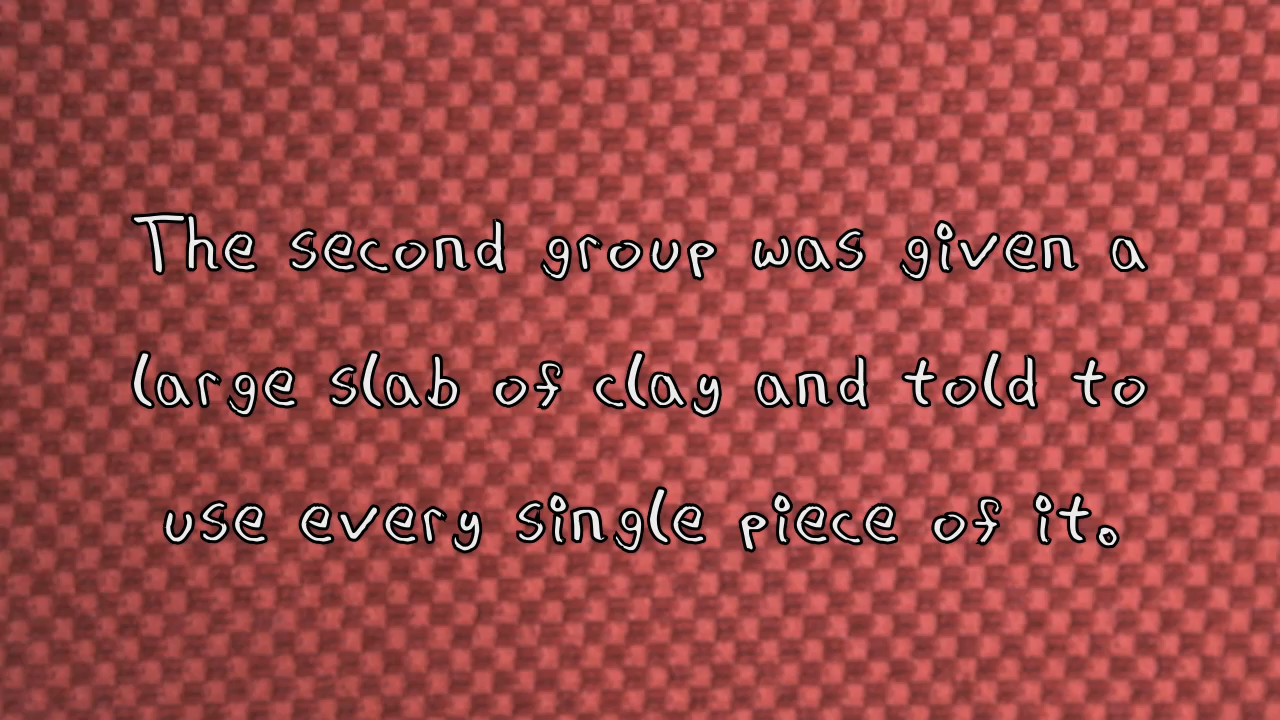 The second group was given a
large slab of clay and told to
use every single piece of it.